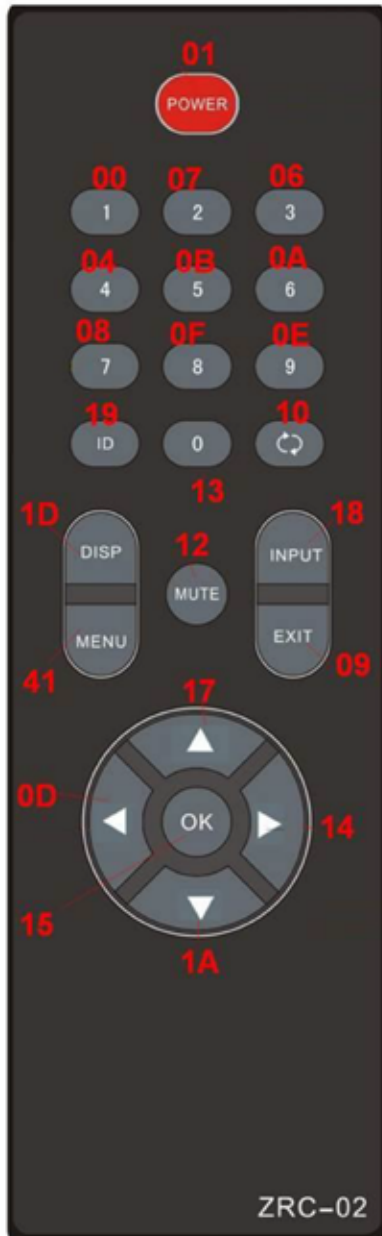 01
POWER
00 07 06
1 2 3
04 0B 0A
4 5 6
08 0F 0E
7 8 9
19 10
ID 0
13
1D 12 18
DISP MUTE INPUT
MENU EXIT
41 09
17
0D
OK
14
15
1A
ZRC-02